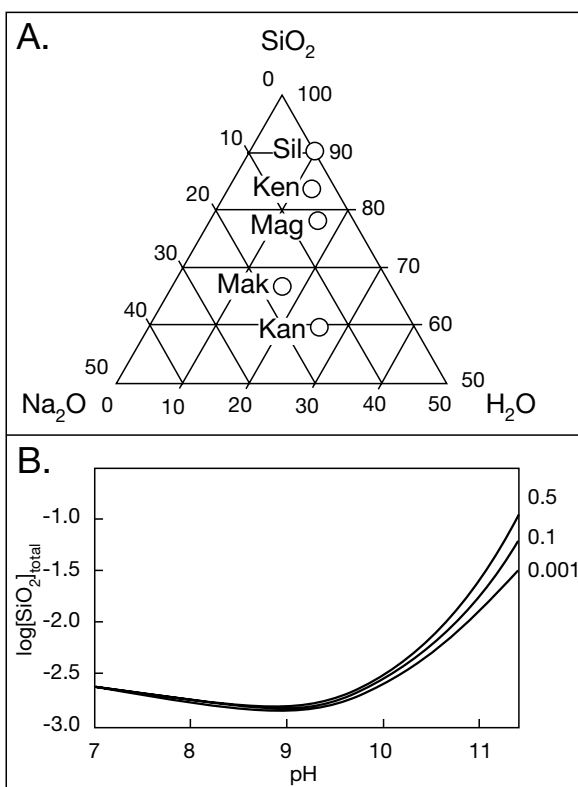 A.
SiO2
0 100
10 Sil 90
Ken
20 80
Mag
30 70
Mak
40 Kan 60
50 50
Na2O 0 10 20 30 40 50 H2O
B.
0.5
-1.0
0.1
-1.5
0.001
log[SiO2]total
-2.0
-2.5
-3.0
7 8 9 10 11
pH